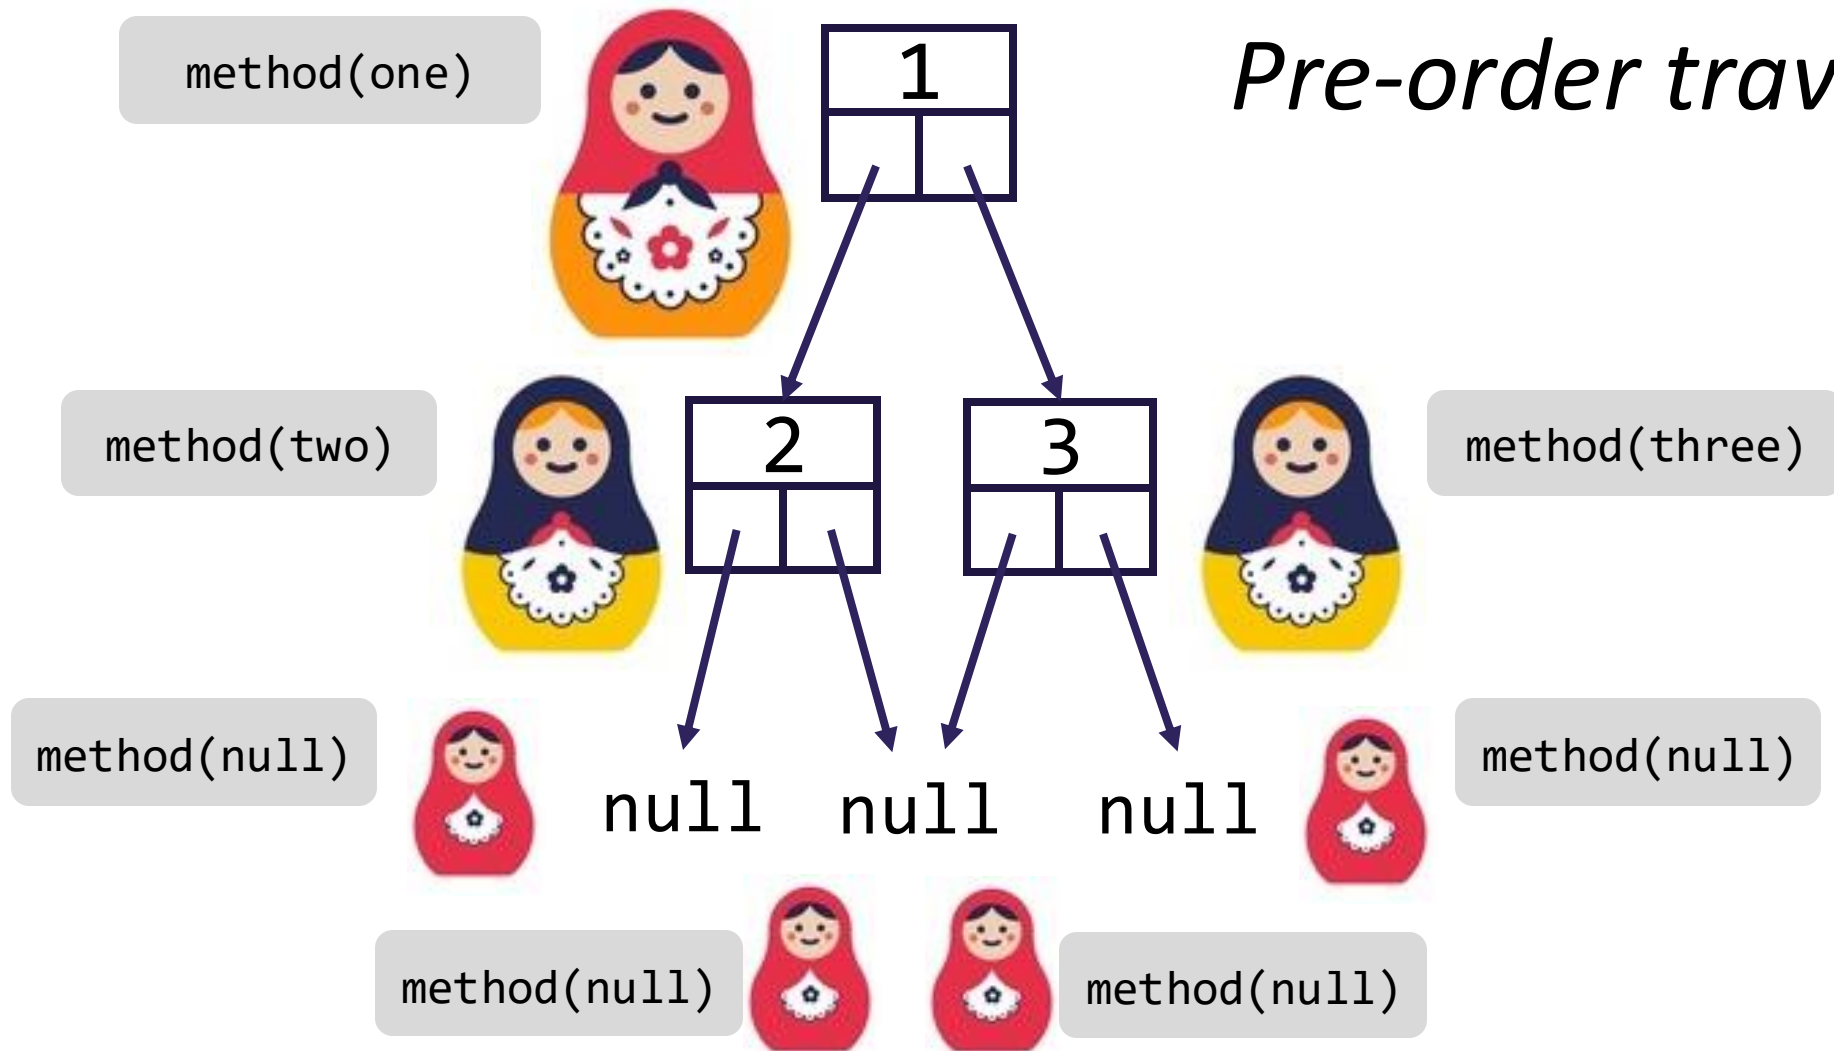 method(one)
1
Pre-order trav
method(two)
2
3
method(three)
method(null)
null
null
null
method(null)
method(null)
method(null)